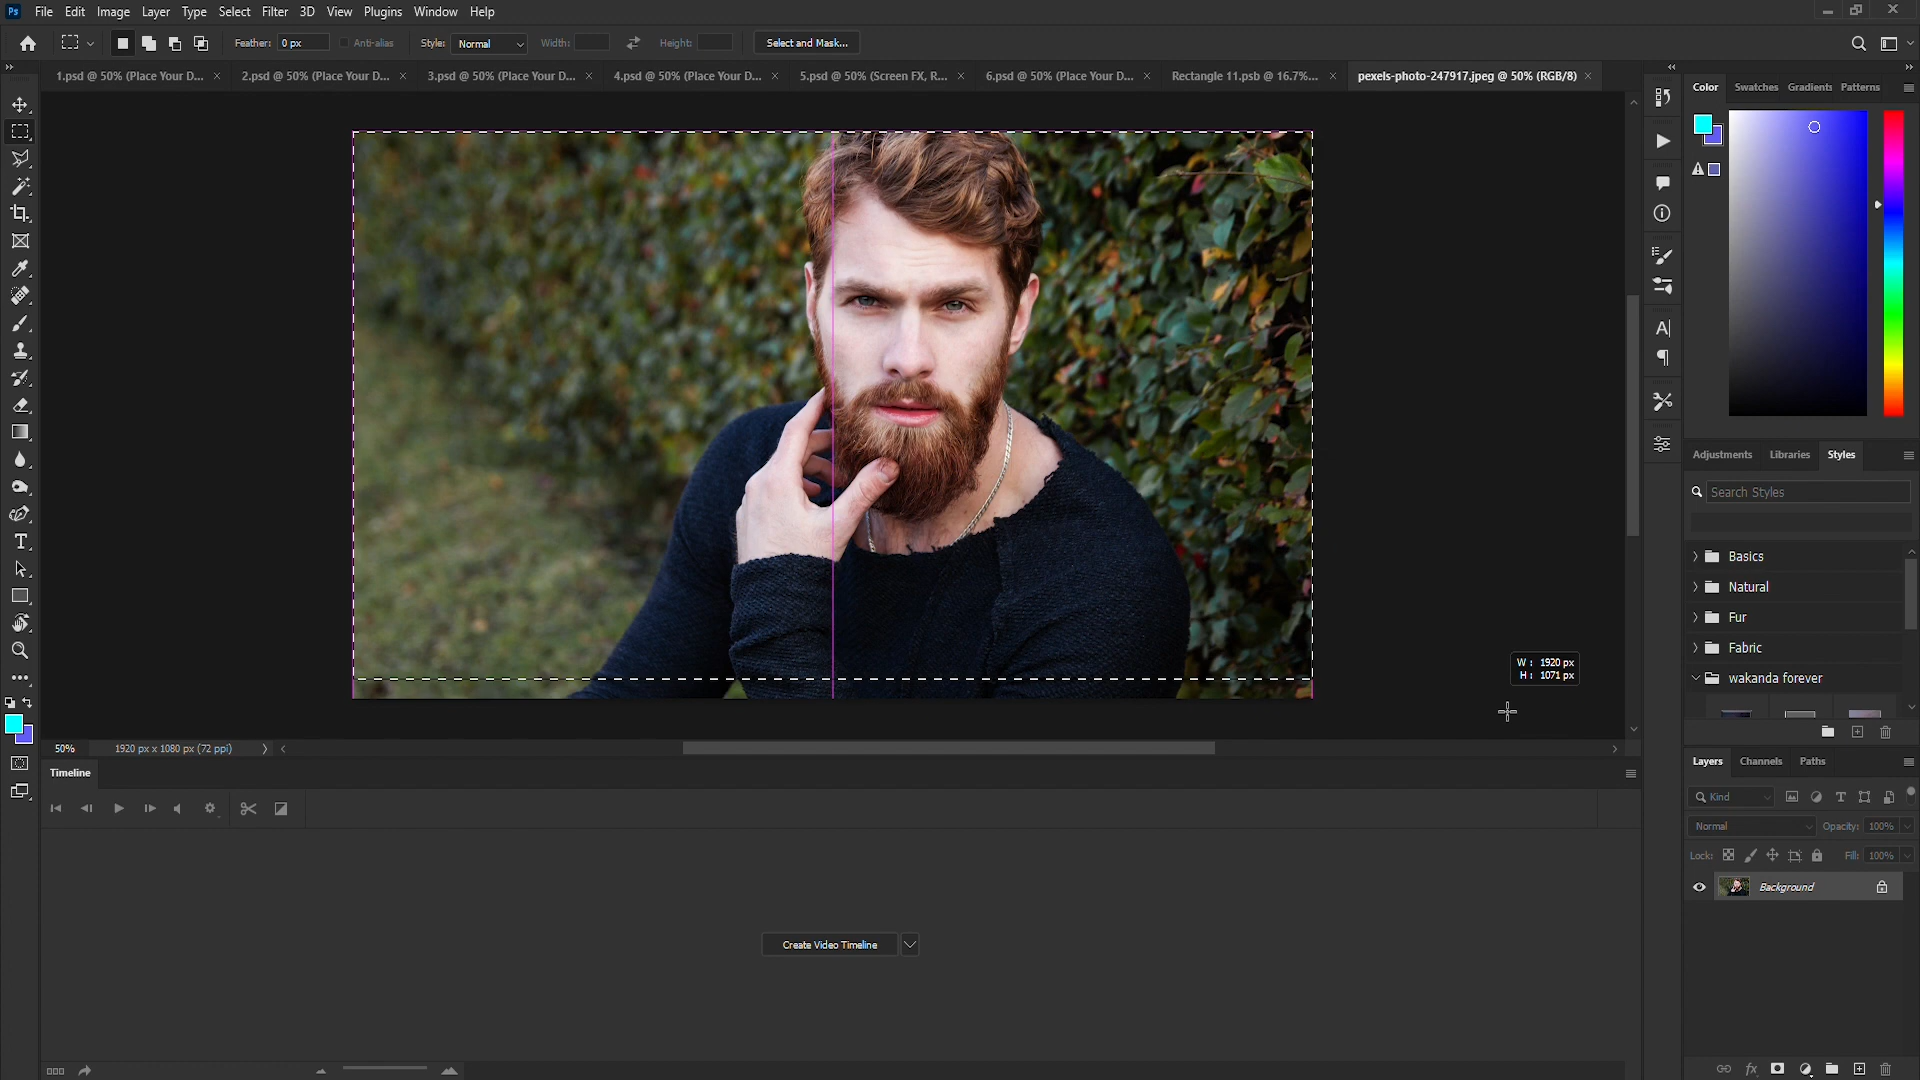 Ps File Edit Image Layer Type Select Filter 3D View Plugins Window Help
Feather: 0 px Anti-alias Style: Normal Width: Height: Select and Mask...
1.psd @ 50% (Place Your D... 2.psd @ 50% (Place Your D... 3.psd @ 50% (Place Your D... 4.psd @ 50% (Place Your D... 5.psd @ 50% (Screen FX, R... 6.psd @ 50% (Place Your D... Rectangle 11.psb @ 16.7%... pexels-photo-247917.jpeg @ 50% (RGB/8)
Color Swatches Gradients Patterns
Adjustments Libraries Styles
Search Styles
Basics
Natural
Fur
Fabric
wakanda forever
W : 1920 px
H : 1071 px
50% 1920 px x 1080 px (72 ppi)
Timeline
Create Video Timeline
Layers Channels Paths
Kind
Normal Opacity: 100%
Lock: Fill: 100%
Background